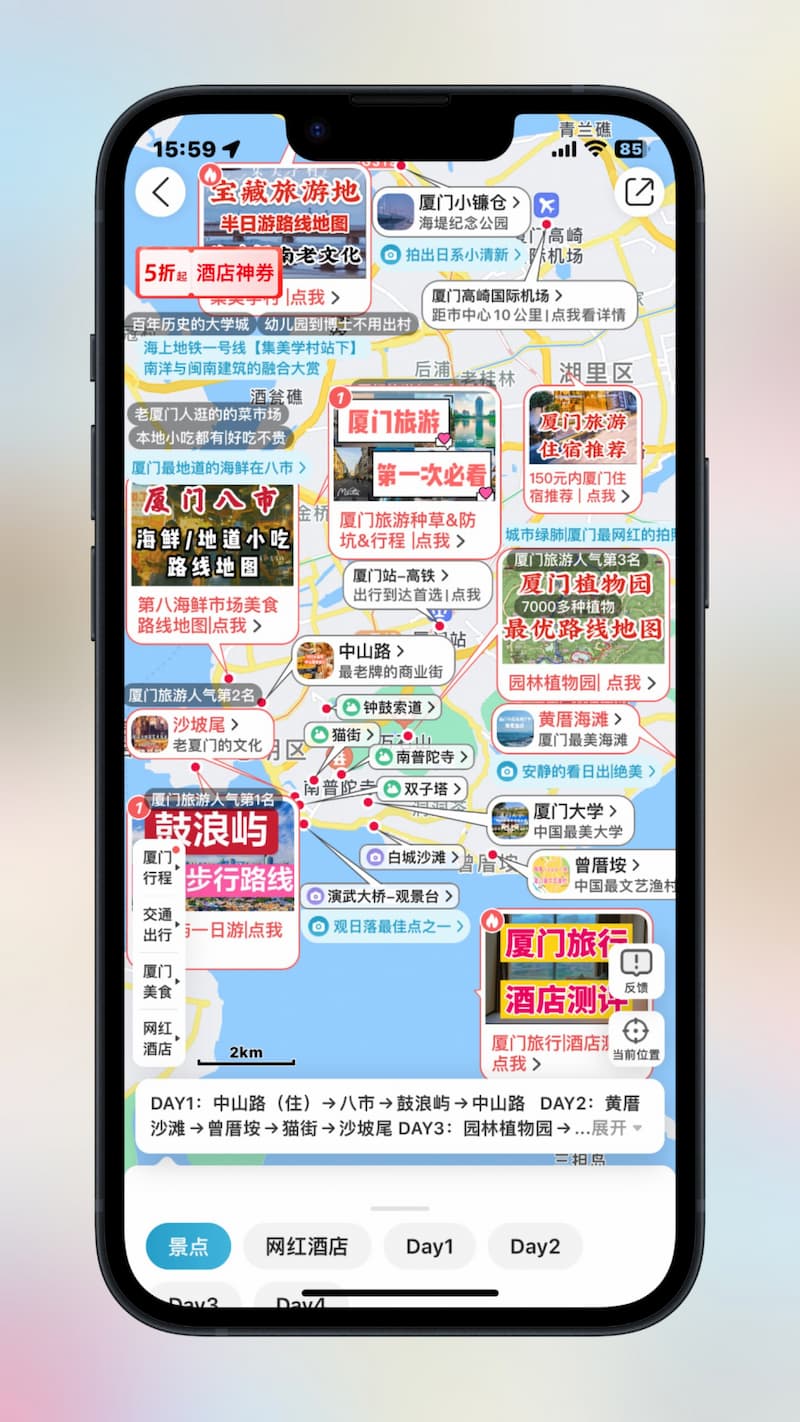 15:59
85
青兰礁
宝藏旅游地
半日游路线地图
南老文化
5折起 酒店神券
集美学村 |点我
厦门小镰仓
海堤纪念公园
拍出日系小清新
厦门高崎国际机场
距市中心10公里|点我看详情
百年历史的大学城
幼儿园到博士不用出村
海上地铁一号线【集美学村站下】
南洋与闽南建筑的融合大赏
后浦
老桂林
湖里区
酒瓮礁
老厦门人逛的的菜市场
本地小吃都有|好吃不贵
厦门最地道的海鲜在八市
厦门八市
海鲜/地道小吃
路线地图
第八海鲜市场美食
路线地图|点我
1
厦门旅游
第一次必看
厦门旅游种草&防
坑&行程 |点我
厦门旅游
住宿推荐
150元内厦门住
宿推荐 | 点我
金桥
城市绿肺|厦门最网红的拍照
厦门旅游人气第3名
厦门植物园
7000多种植物
最优路线地图
园林植物园| 点我
厦门站-高铁
出行到达首选|点我
中山路
最老牌的商业街
厦门旅游人气第2名
沙坡尾
老厦门的文化
钟鼓索道
猫街
南普陀寺
南普陀寺
双子塔
黄厝海滩
厦门最美海滩
安静的看日出|绝美
厦门大学
中国最美大学
曾厝垵
曾厝垵
中国最文艺渔村
白城沙滩
演武大桥-观景台
观日落最佳点之一
厦门旅游人气第1名
1
鼓浪屿
步行路线
一日游|点我
厦门
行程
交通
出行
厦门
美食
网红
酒店
厦门旅行
酒店测评
厦门旅行|酒店测
点我
反馈
当前位置
2km
DAY1：中山路（住）→八市→鼓浪屿→中山路 DAY2：黄厝
沙滩→曾厝垵→猫街→沙坡尾 DAY3：园林植物园→...展开
三担岛
景点
网红酒店
Day1
Day2
Day3
Day4